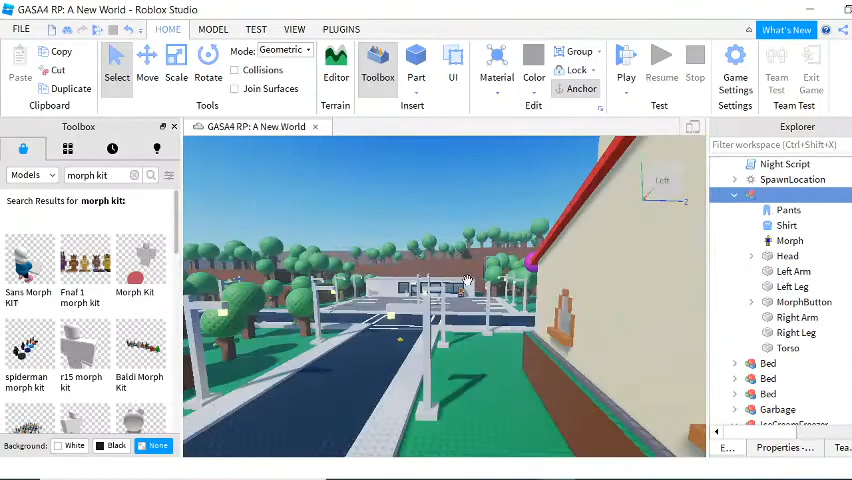 GASA4 RP: A New World - Roblox Studio
FILE HOME MODEL TEST VIEW PLUGINS What's New
Paste Copy Cut Duplicate Select Move Scale Rotate Mode: Geometric Collisions Join Surfaces Editor Toolbox Part UI Material Color Group Lock Anchor Play Resume Stop Game Settings Team Test Exit Game
Clipboard Tools Terrain Insert Edit Test Settings Team Test
Toolbox
GASA4 RP: A New World
Models morph kit
Search Results for morph kit:
Sans Morph KIT
Fnaf 1 morph kit
Morph Kit
spiderman morph kit
r15 morph kit
Baldi Morph Kit
Background: White Black None
Left
Z
Explorer
Filter workspace (Ctrl+Shift+X)
Night Script
SpawnLocation
Pants
Shirt
Morph
Head
Left Arm
Left Leg
MorphButton
Right Arm
Right Leg
Torso
Bed
Bed
Bed
Garbage
IceCreamFreezer
E... Properties -... Tea...